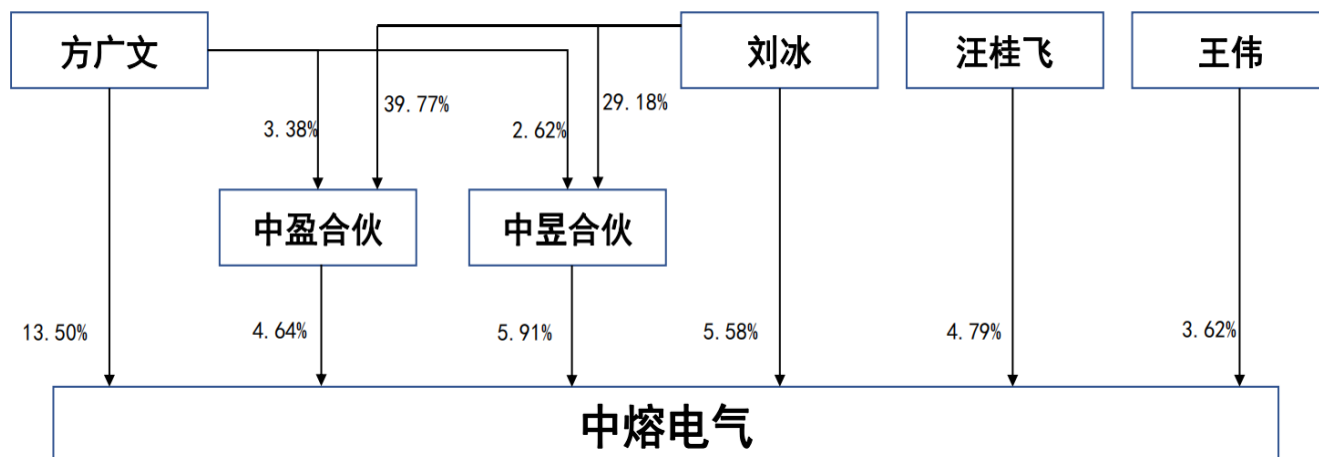 方广文
刘冰
汪桂飞
王伟
39.77%
29.18%
3.38%
2.62%
中盈合伙
中昱合伙
13.50%
4.64%
5.91%
5.58%
4.79%
3.62%
中熔电气